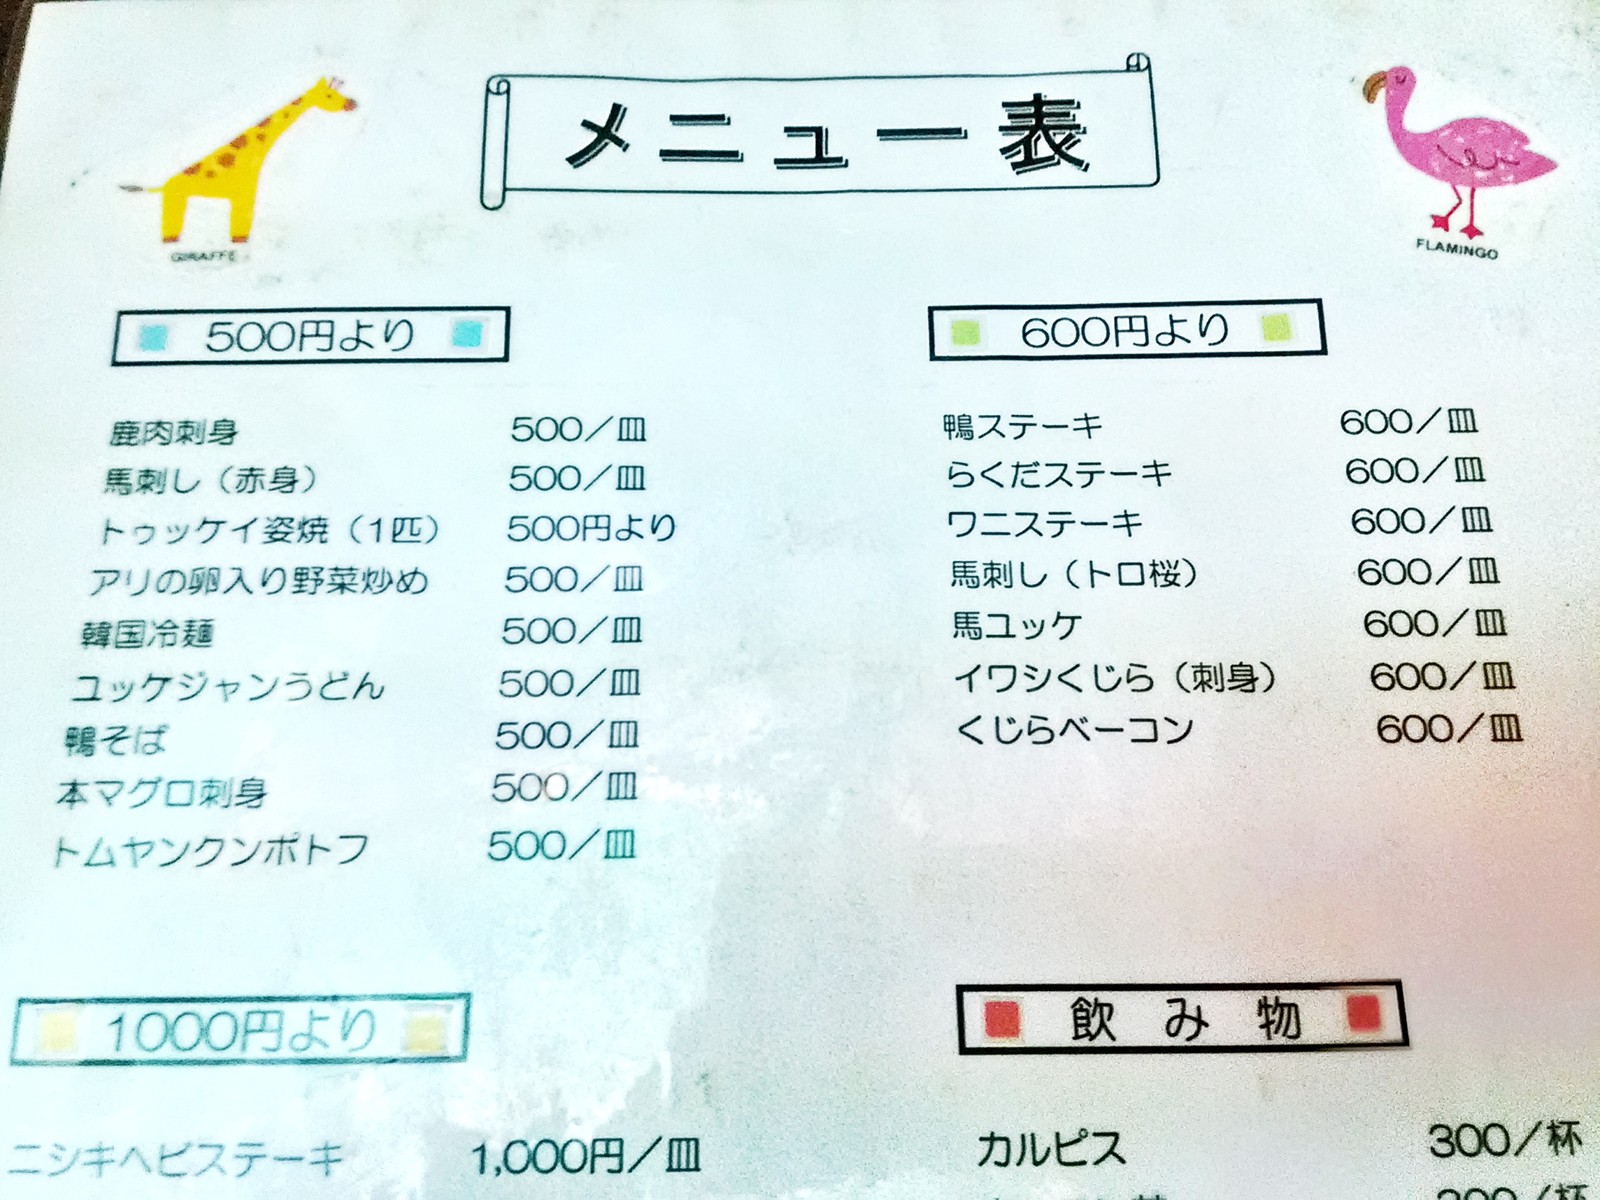 メニュー表
GIRAFFE
FLAMINGO
500円より
鹿肉刺身 500／皿
馬刺し（赤身） 500／皿
トゥッケイ姿焼（1匹） 500円より
アリの卵入り野菜炒め 500／皿
韓国冷麺 500／皿
ユッケジャンうどん 500／皿
鴨そば 500／皿
本マグロ刺身 500／皿
トムヤンクンポトフ 500／皿
600円より
鴨ステーキ 600／皿
らくだステーキ 600／皿
ワニステーキ 600／皿
馬刺し（トロ桜） 600／皿
馬ユッケ 600／皿
イワシくじら（刺身） 600／皿
くじらベーコン 600／皿
1000円より
ニシキヘビステーキ 1,000円／皿
飲み物
カルピス 300／杯